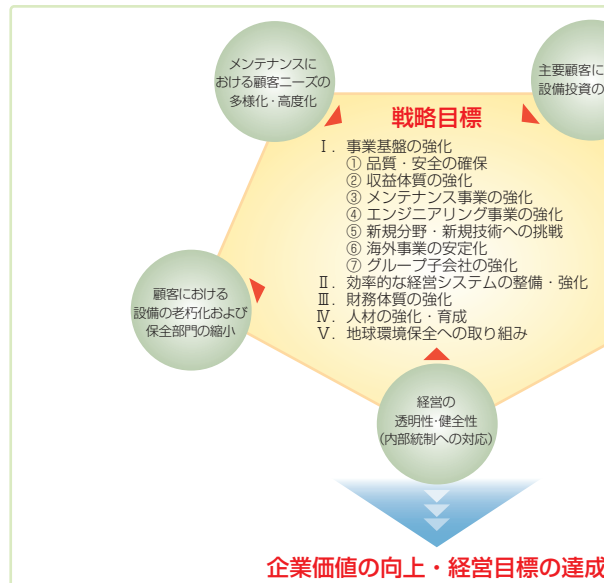 メンテナンスに
おける顧客ニーズの
多様化・高度化
主要顧客に
設備投資の
戦略目標
Ⅰ．事業基盤の強化
① 品質・安全の確保
② 収益体質の強化
③ メンテナンス事業の強化
④ エンジニアリング事業の強化
⑤ 新規分野・新規技術への挑戦
⑥ 海外事業の安定化
⑦ グループ子会社の強化
Ⅱ．効率的な経営システムの整備・強化
Ⅲ．財務体質の強化
Ⅳ．人材の強化・育成
Ⅴ．地球環境保全への取り組み
顧客における
設備の老朽化および
保全部門の縮小
経営の
透明性・健全性
（内部統制への対応）
企業価値の向上・経営目標の達成